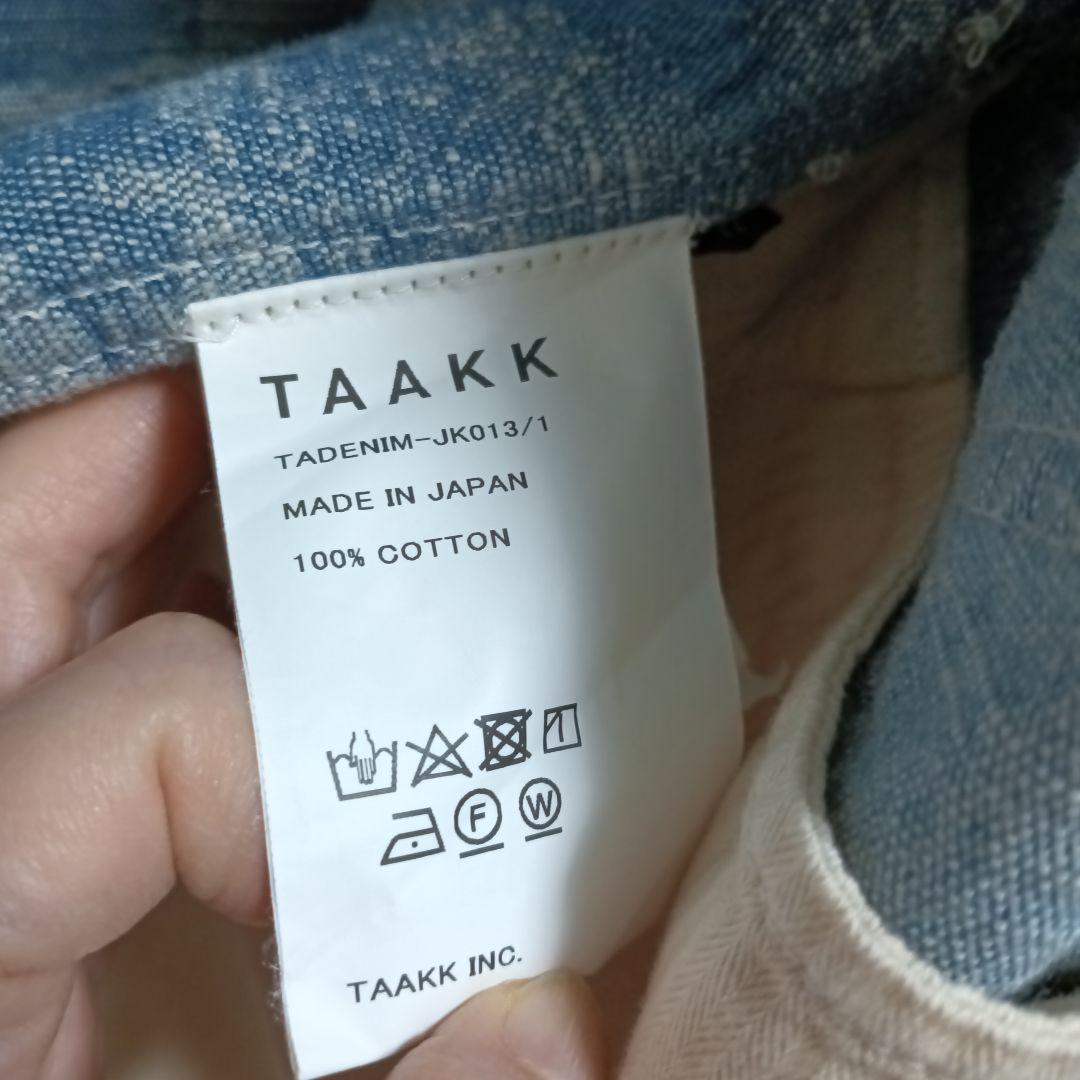 TAAKK
TADENIM-JK013/1
MADE IN JAPAN
100% COTTON
F W
TAAKK INC.